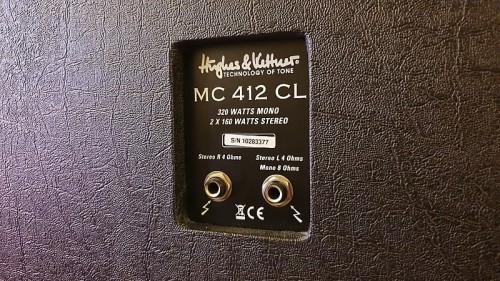 Hughes & Kettner.
TECHNOLOGY OF TONE
MC 412 CL
320 WATTS MONO
2 X 160 WATTS STEREO
S/N 10283377
Stereo R 4 Ohms
Stereo L 4 Ohms
Mono 8 Ohms
CE